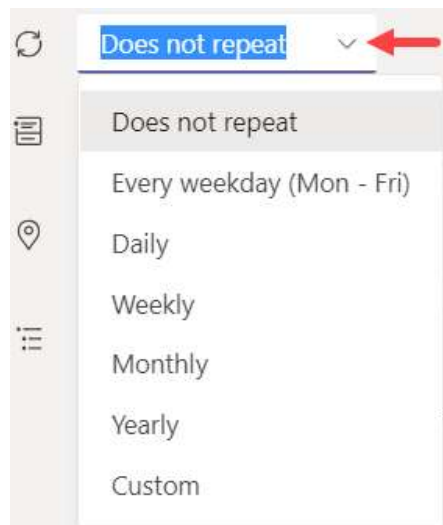 Does not repeat
Does not repeat
Every weekday (Mon - Fri)
Daily
Weekly
Monthly
Yearly
Custom